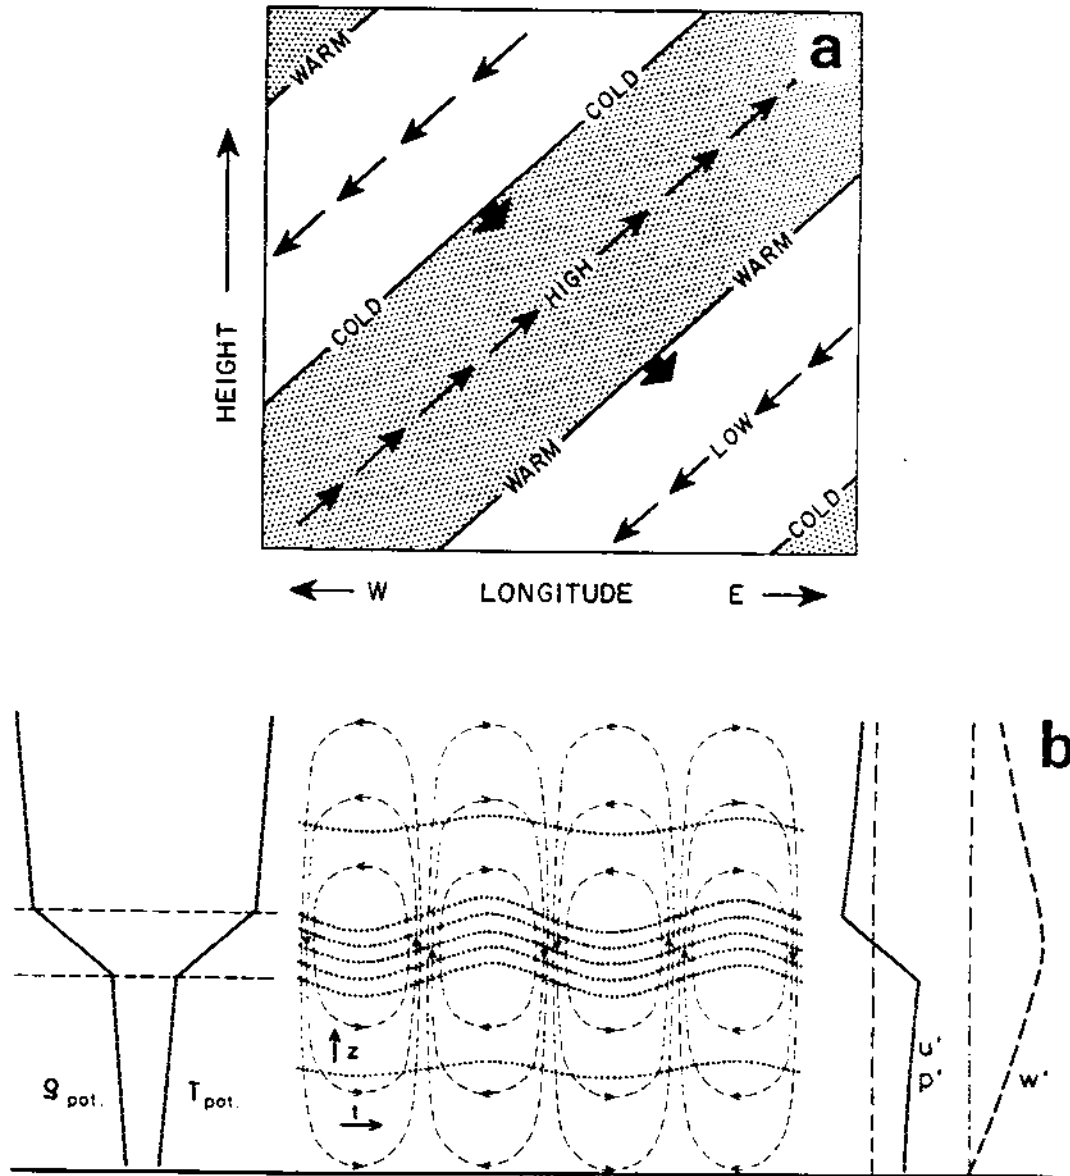 a
WARM
COLD
HEIGHT
HIGH
WARM
COLD
LOW
WARM
COLD
W LONGITUDE E
b
z
t
ρ pot.
T pot.
u'
p'
w'